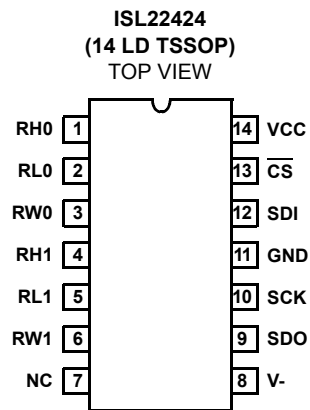 ISL22424
(14 LD TSSOP)
TOP VIEW
RH0 1 14 VCC
RL0 2 13 C̅S̅
RW0 3 12 SDI
RH1 4 11 GND
RL1 5 10 SCK
RW1 6 9 SDO
NC 7 8 V-